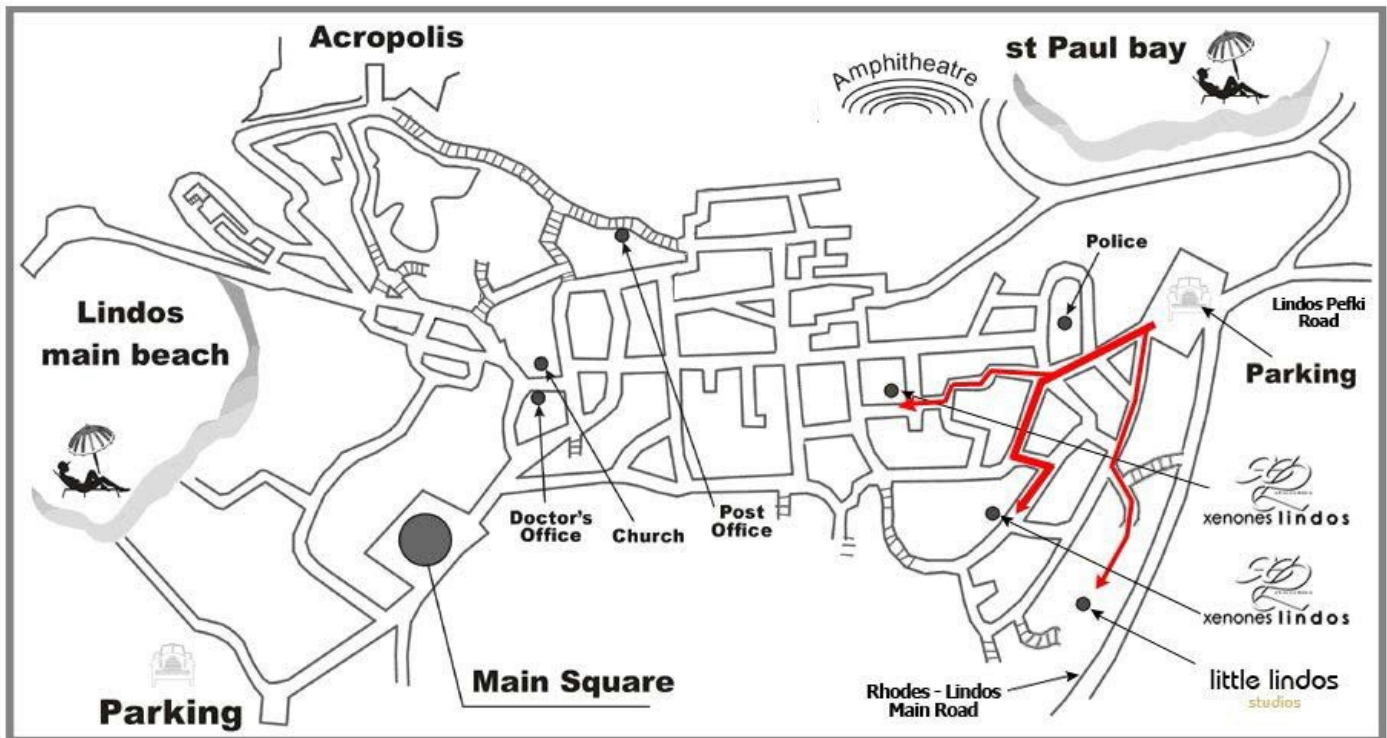 Acropolis
st Paul bay
Amphitheatre
Police
Lindos
main beach
Lindos Pefki
Road
Parking
Doctor's
Office
Church
Post
Office
xenones lindos
xenones lindos
Main Square
Rhodes - Lindos
Main Road
little lindos
studios
Parking